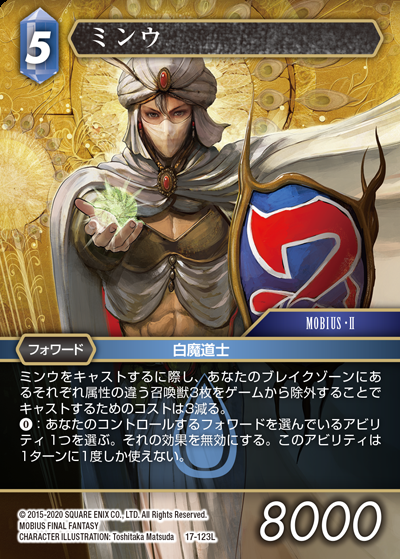 5
ミンウ
MOBIUS・II
フォワード
白魔道士
ミンウをキャストするに際し、あなたのブレイクゾーンにあ
るそれぞれ属性の違う召喚獣3枚をゲームから除外することで
キャストするためのコストは3減る。
0：あなたのコントロールするフォワードを選んでいるアビリ
ティ1つを選ぶ。それの効果を無効にする。このアビリティは
1ターンに1度しか使えない。
© 2015-2020 SQUARE ENIX CO., LTD. All Rights Reserved.
MOBIUS FINAL FANTASY
CHARACTER ILLUSTRATION: Toshitaka Matsuda
17-123L
8000